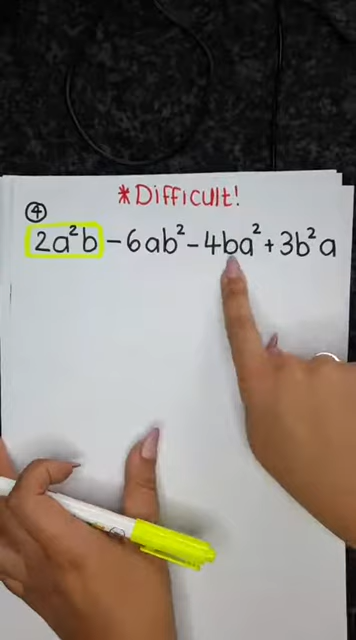 *Difficult!
④
2a²b - 6ab² - 4ba² + 3b²a